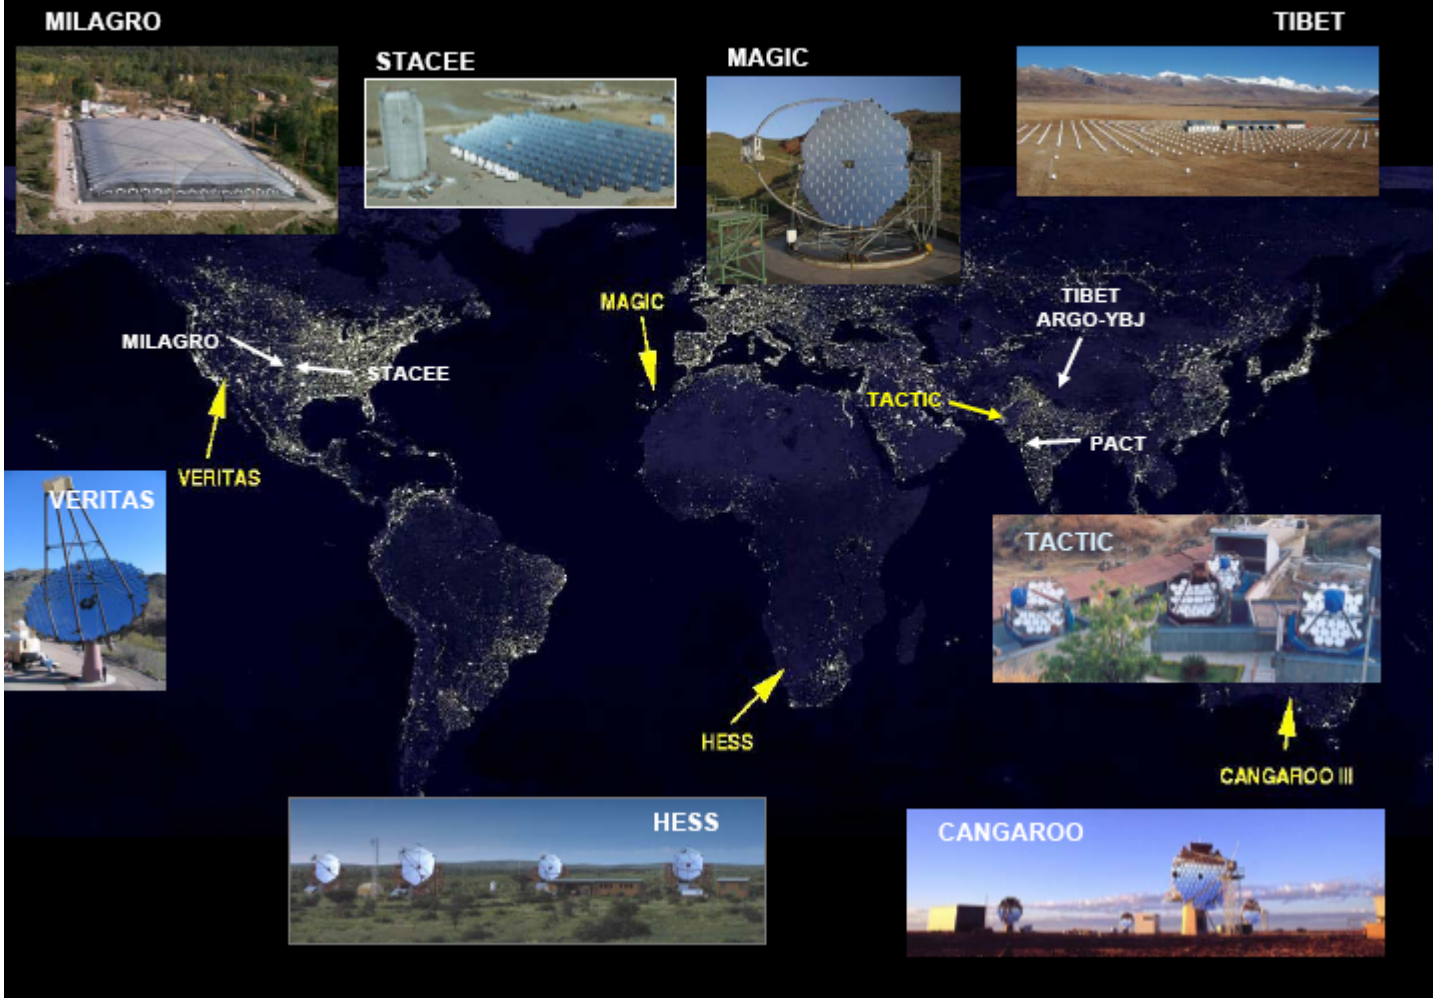 MILAGRO
TIBET
STACEE
MAGIC
MAGIC
TIBET
ARGO-YBJ
MILAGRO
STACEE
TACTIC
PACT
VERITAS
VERITAS
TACTIC
HESS
CANGAROO III
HESS
CANGAROO